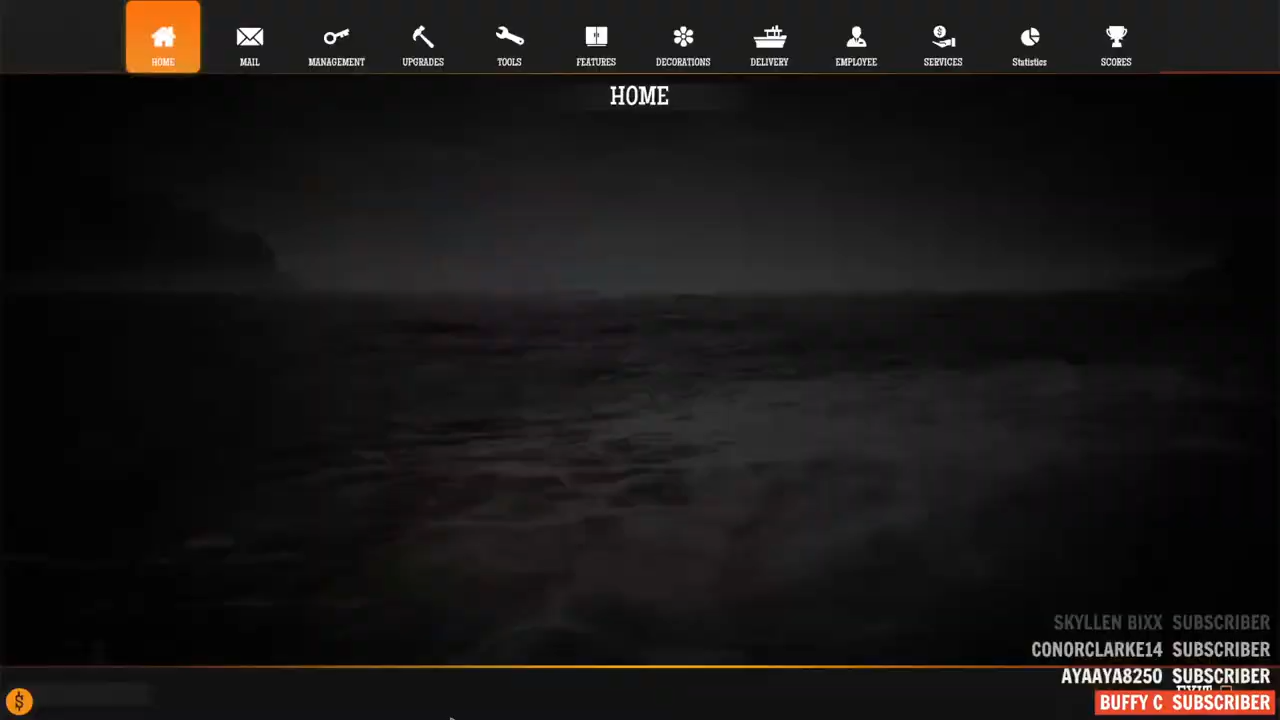 HOME
MAIL
MANAGEMENT
UPGRADES
TOOLS
FEATURES
DECORATIONS
DELIVERY
EMPLOYEE
SERVICES
Statistics
SCORES
HOME
SKYLLEN BIXX SUBSCRIBER
CONORCLARKE14 SUBSCRIBER
AYAAYA8250 SUBSCRIBER
BUFFY C SUBSCRIBER
$